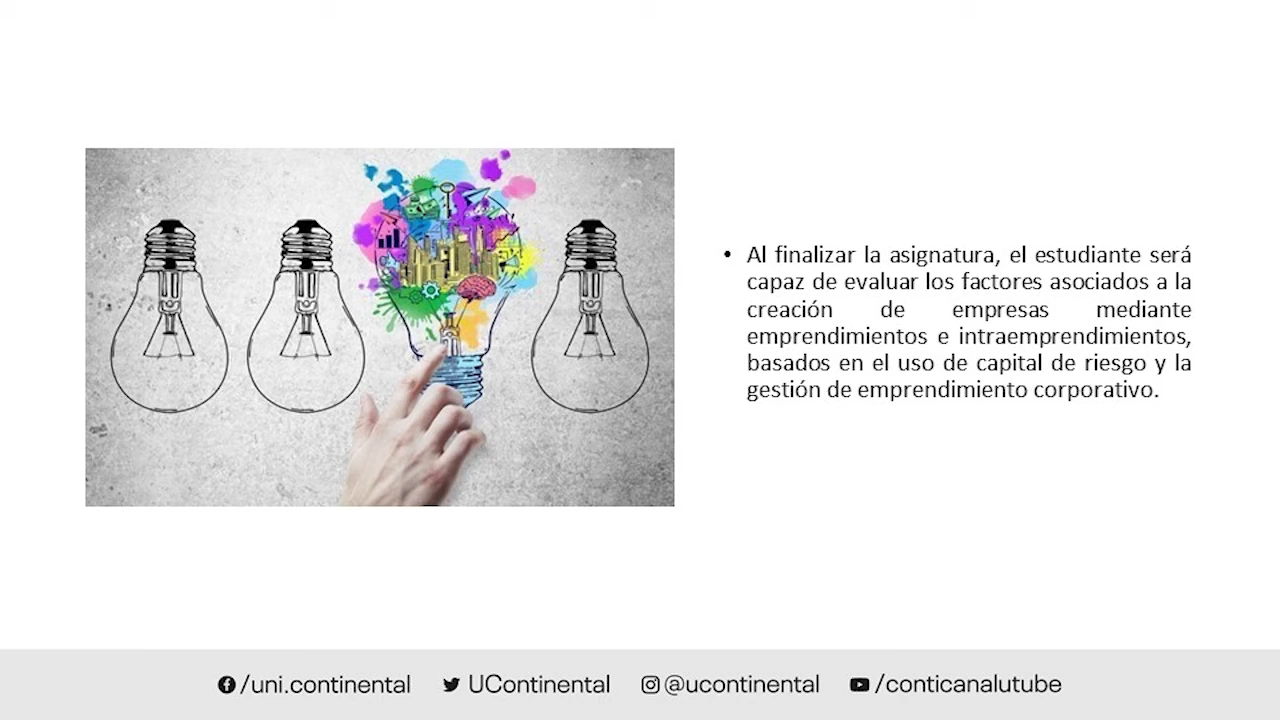 • Al finalizar la asignatura, el estudiante será
capaz de evaluar los factores asociados a la
creación de empresas mediante
emprendimientos e intraemprendimientos,
basados en el uso de capital de riesgo y la
gestión de emprendimiento corporativo.
/uni.continental UContinental @ucontinental /conticanalutube